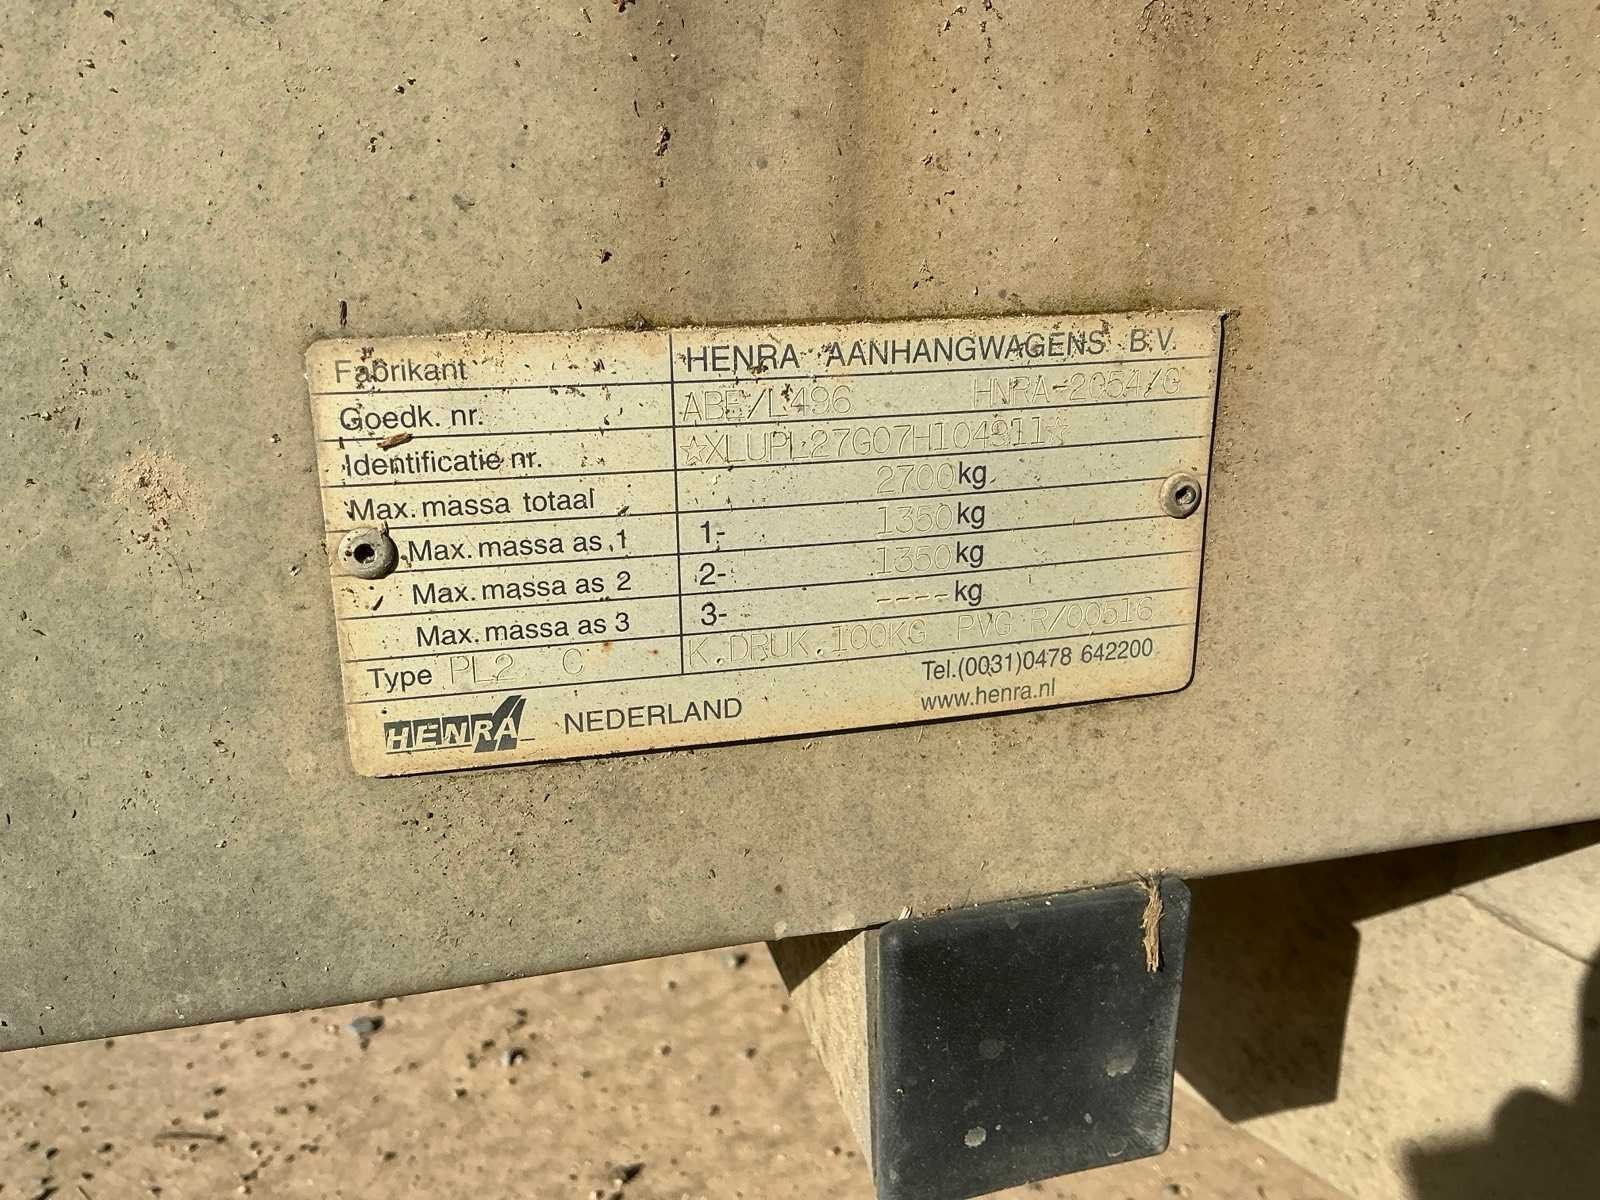 Fabrikant HENRA AANHANGWAGENS B.V.
Goedk. nr. ABE/L496 HNRA-2054/G
Identificatie nr. ☆XLUPL27G07H104911☆
Max. massa totaal 2700 kg
Max. massa as 1 1- 1350 kg
Max. massa as 2 2- 1350 kg
Max. massa as 3 3- ---- kg
Type PL2 C K.DRUK.100KG PVG R/00516
HENRA NEDERLAND Tel.(0031)0478 642200
www.henra.nl